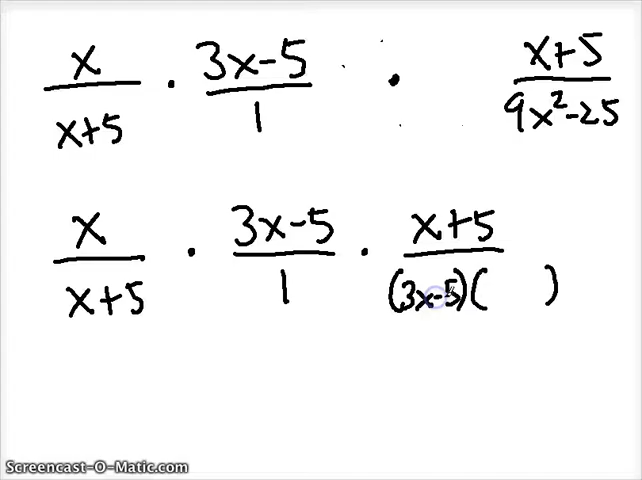 x/(x+5) · (3x-5)/1 · (x+5)/(9x²-25)
x/(x+5) · (3x-5)/1 · (x+5)/((3x-5)( ))
Screencast-O-Matic.com